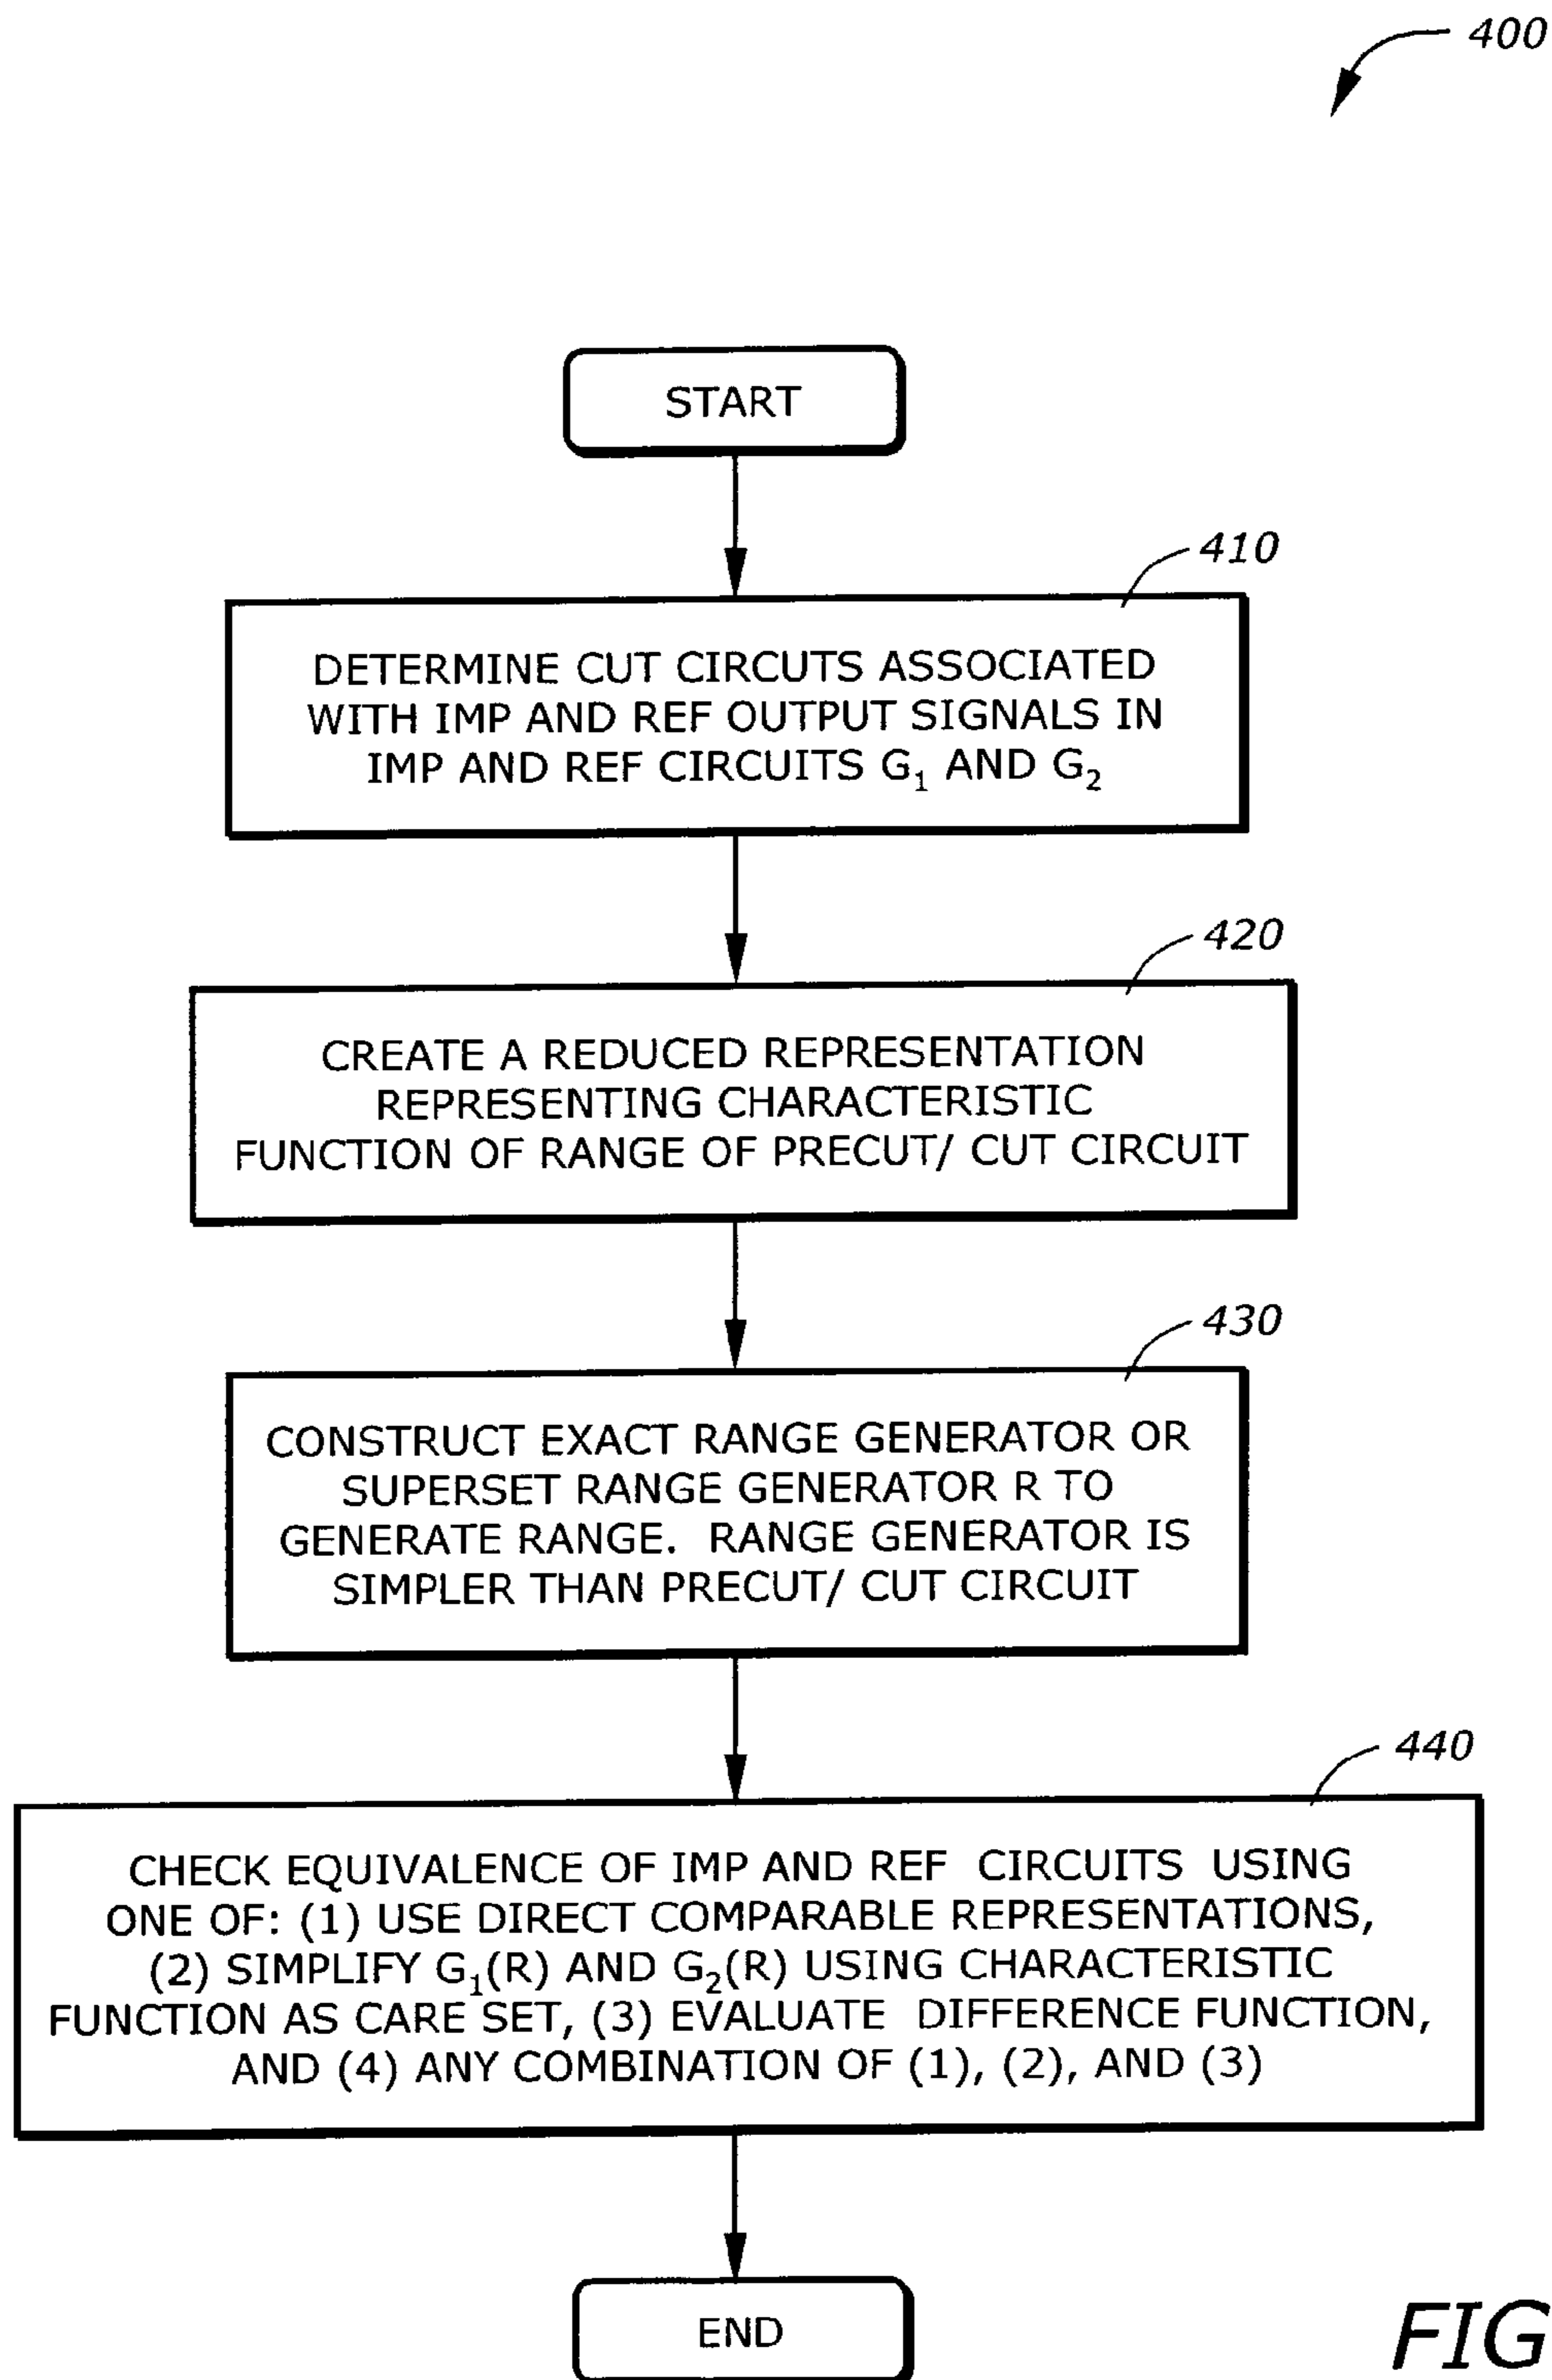 400
START
410
DETERMINE CUT CIRCUTS ASSOCIATED
WITH IMP AND REF OUTPUT SIGNALS IN
IMP AND REF CIRCUITS G₁ AND G₂
420
CREATE A REDUCED REPRESENTATION
REPRESENTING CHARACTERISTIC
FUNCTION OF RANGE OF PRECUT/ CUT CIRCUIT
430
CONSTRUCT EXACT RANGE GENERATOR OR
SUPERSET RANGE GENERATOR R TO
GENERATE RANGE. RANGE GENERATOR IS
SIMPLER THAN PRECUT/ CUT CIRCUIT
440
CHECK EQUIVALENCE OF IMP AND REF CIRCUITS USING
ONE OF: (1) USE DIRECT COMPARABLE REPRESENTATIONS,
(2) SIMPLIFY G₁(R) AND G₂(R) USING CHARACTERISTIC
FUNCTION AS CARE SET, (3) EVALUATE DIFFERENCE FUNCTION,
AND (4) ANY COMBINATION OF (1), (2), AND (3)
END
FIG